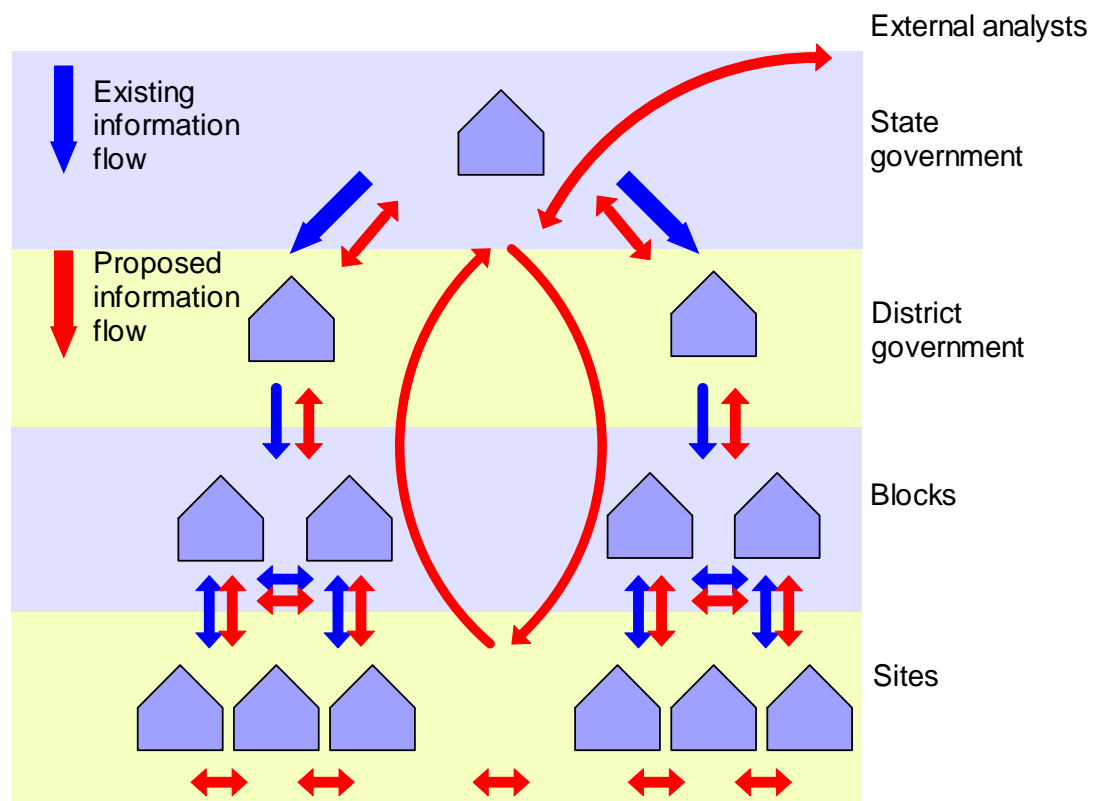 External analysts
Existing
information
flow
State
government
Proposed
information
flow
District
government
Blocks
Sites